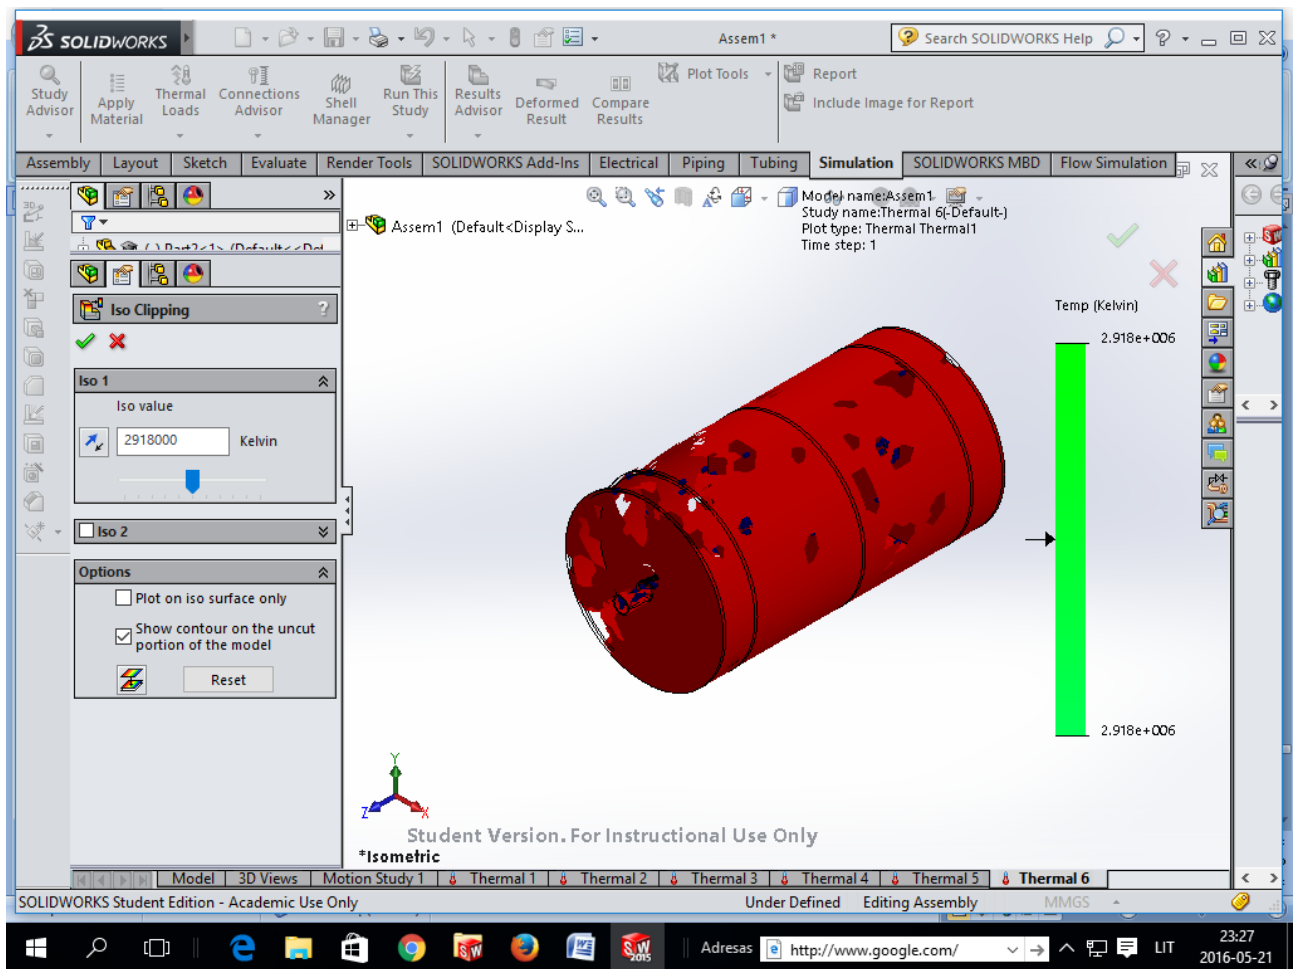 SOLIDWORKS
Assem1 *
Search SOLIDWORKS Help
Study Advisor
Apply Material
Thermal Loads
Connections Advisor
Shell Manager
Run This Study
Results Advisor
Deformed Result
Compare Results
Plot Tools
Report
Include Image for Report
Assembly Layout Sketch Evaluate Render Tools SOLIDWORKS Add-Ins Electrical Piping Tubing Simulation SOLIDWORKS MBD Flow Simulation
Assem1 (Default<Display S...
Model name:Assem1
Study name:Thermal 6(-Default-)
Plot type: Thermal Thermal1
Time step: 1
Iso Clipping
?
Iso 1
Iso value
2918000 Kelvin
Iso 2
Options
Plot on iso surface only
Show contour on the uncut
portion of the model
Reset
Temp (Kelvin)
2.918e+006
2.918e+006
Y
Z
X
Student Version. For Instructional Use Only
*Isometric
Model 3D Views Motion Study 1 Thermal 1 Thermal 2 Thermal 3 Thermal 4 Thermal 5 Thermal 6
SOLIDWORKS Student Edition - Academic Use Only Under Defined Editing Assembly MMGS
SW 2015
Adresas http://www.google.com/ LIT
23:27
2016-05-21